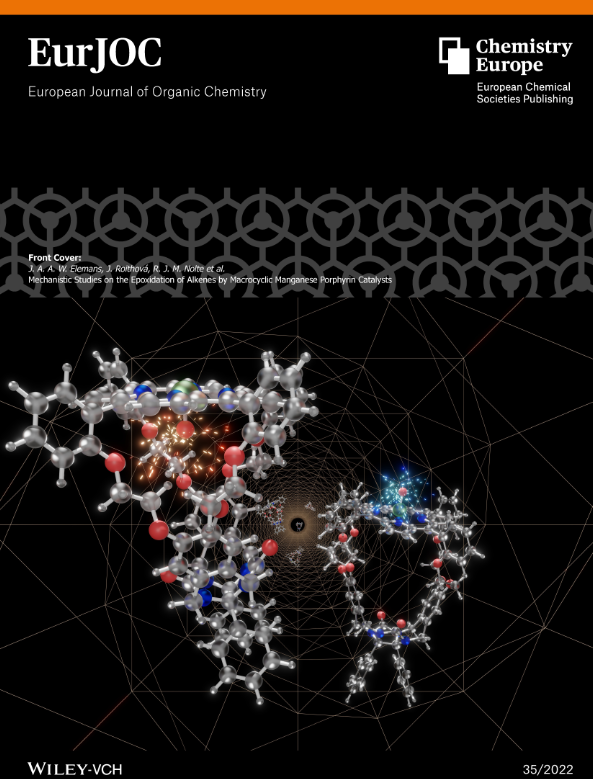 EurJOC
European Journal of Organic Chemistry
Chemistry
Europe
European Chemical
Societies Publishing
Front Cover:
J. A. A. W. Elemans, J. Roithová, R. J. M. Nolte et al.
Mechanistic Studies on the Epoxidation of Alkenes by Macrocyclic Manganese Porphyrin Catalysts
WILEY-VCH
35/2022